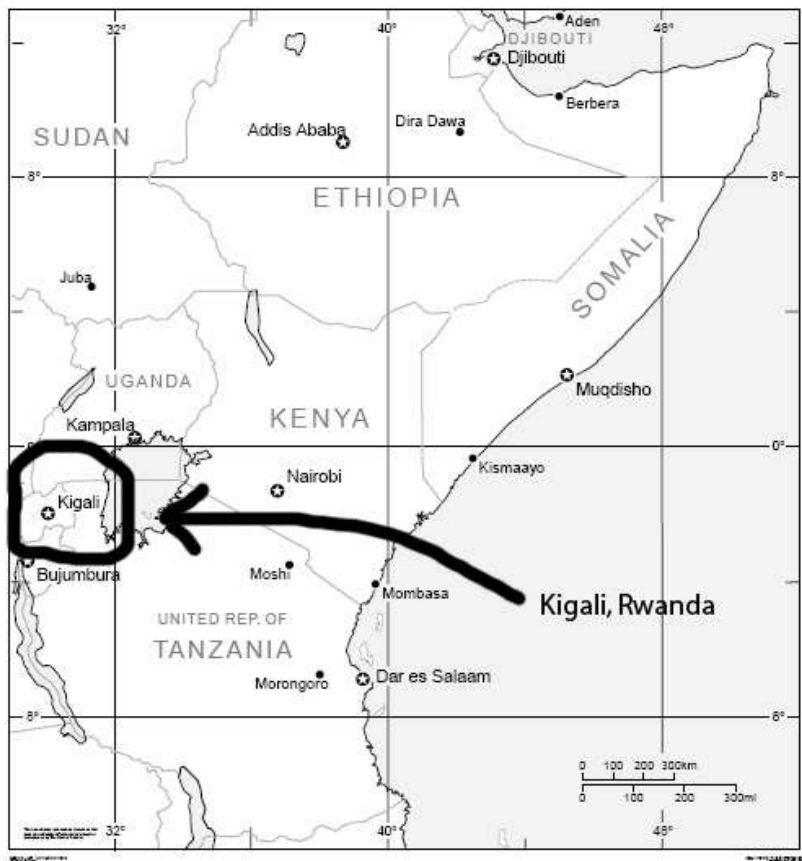 32°
40°
48°
Aden
DJIBOUTI
Djibouti
Berbera
Addis Ababa
Dira Dawa
SUDAN
8°
8°
ETHIOPIA
SOMALIA
Juba
UGANDA
Muqdisho
Kampala
KENYA
0°
Kismaayo
Nairobi
Kigali
Bujumbura
Moshi
Mombasa
Kigali, Rwanda
UNITED REP. OF
TANZANIA
Morongoro
Dar es Salaam
8°
8°
0 100 200 300km
0 100 200 300mi
32°
40°
48°